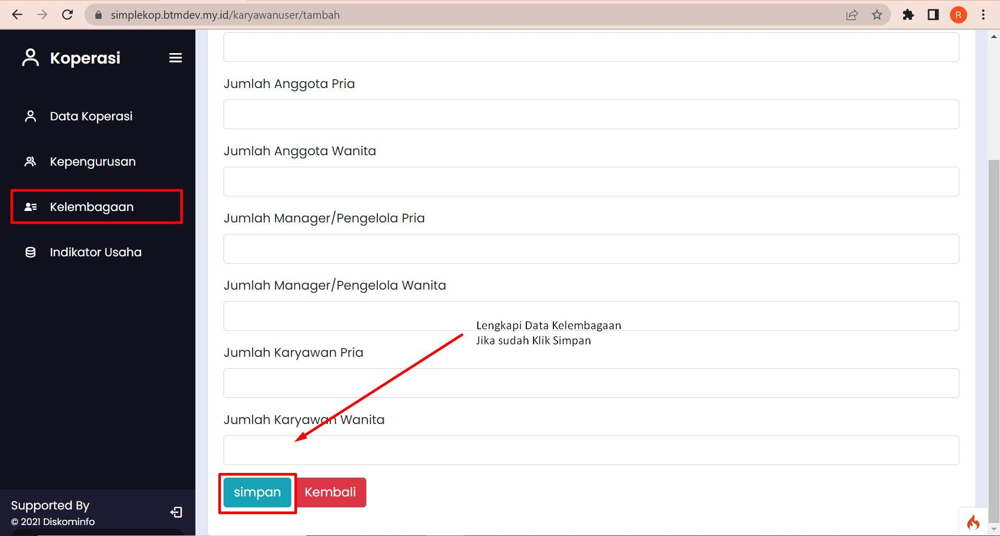 simplekop.btmdev.my.id/karyawanuser/tambah
R
Koperasi
Data Koperasi
Kepengurusan
Kelembagaan
Indikator Usaha
Supported By
© 2021 Diskominfo
Jumlah Anggota Pria
Jumlah Anggota Wanita
Jumlah Manager/Pengelola Pria
Jumlah Manager/Pengelola Wanita
Lengkapi Data Kelembagaan
Jika sudah Klik Simpan
Jumlah Karyawan Pria
Jumlah Karyawan Wanita
simpan
Kembali